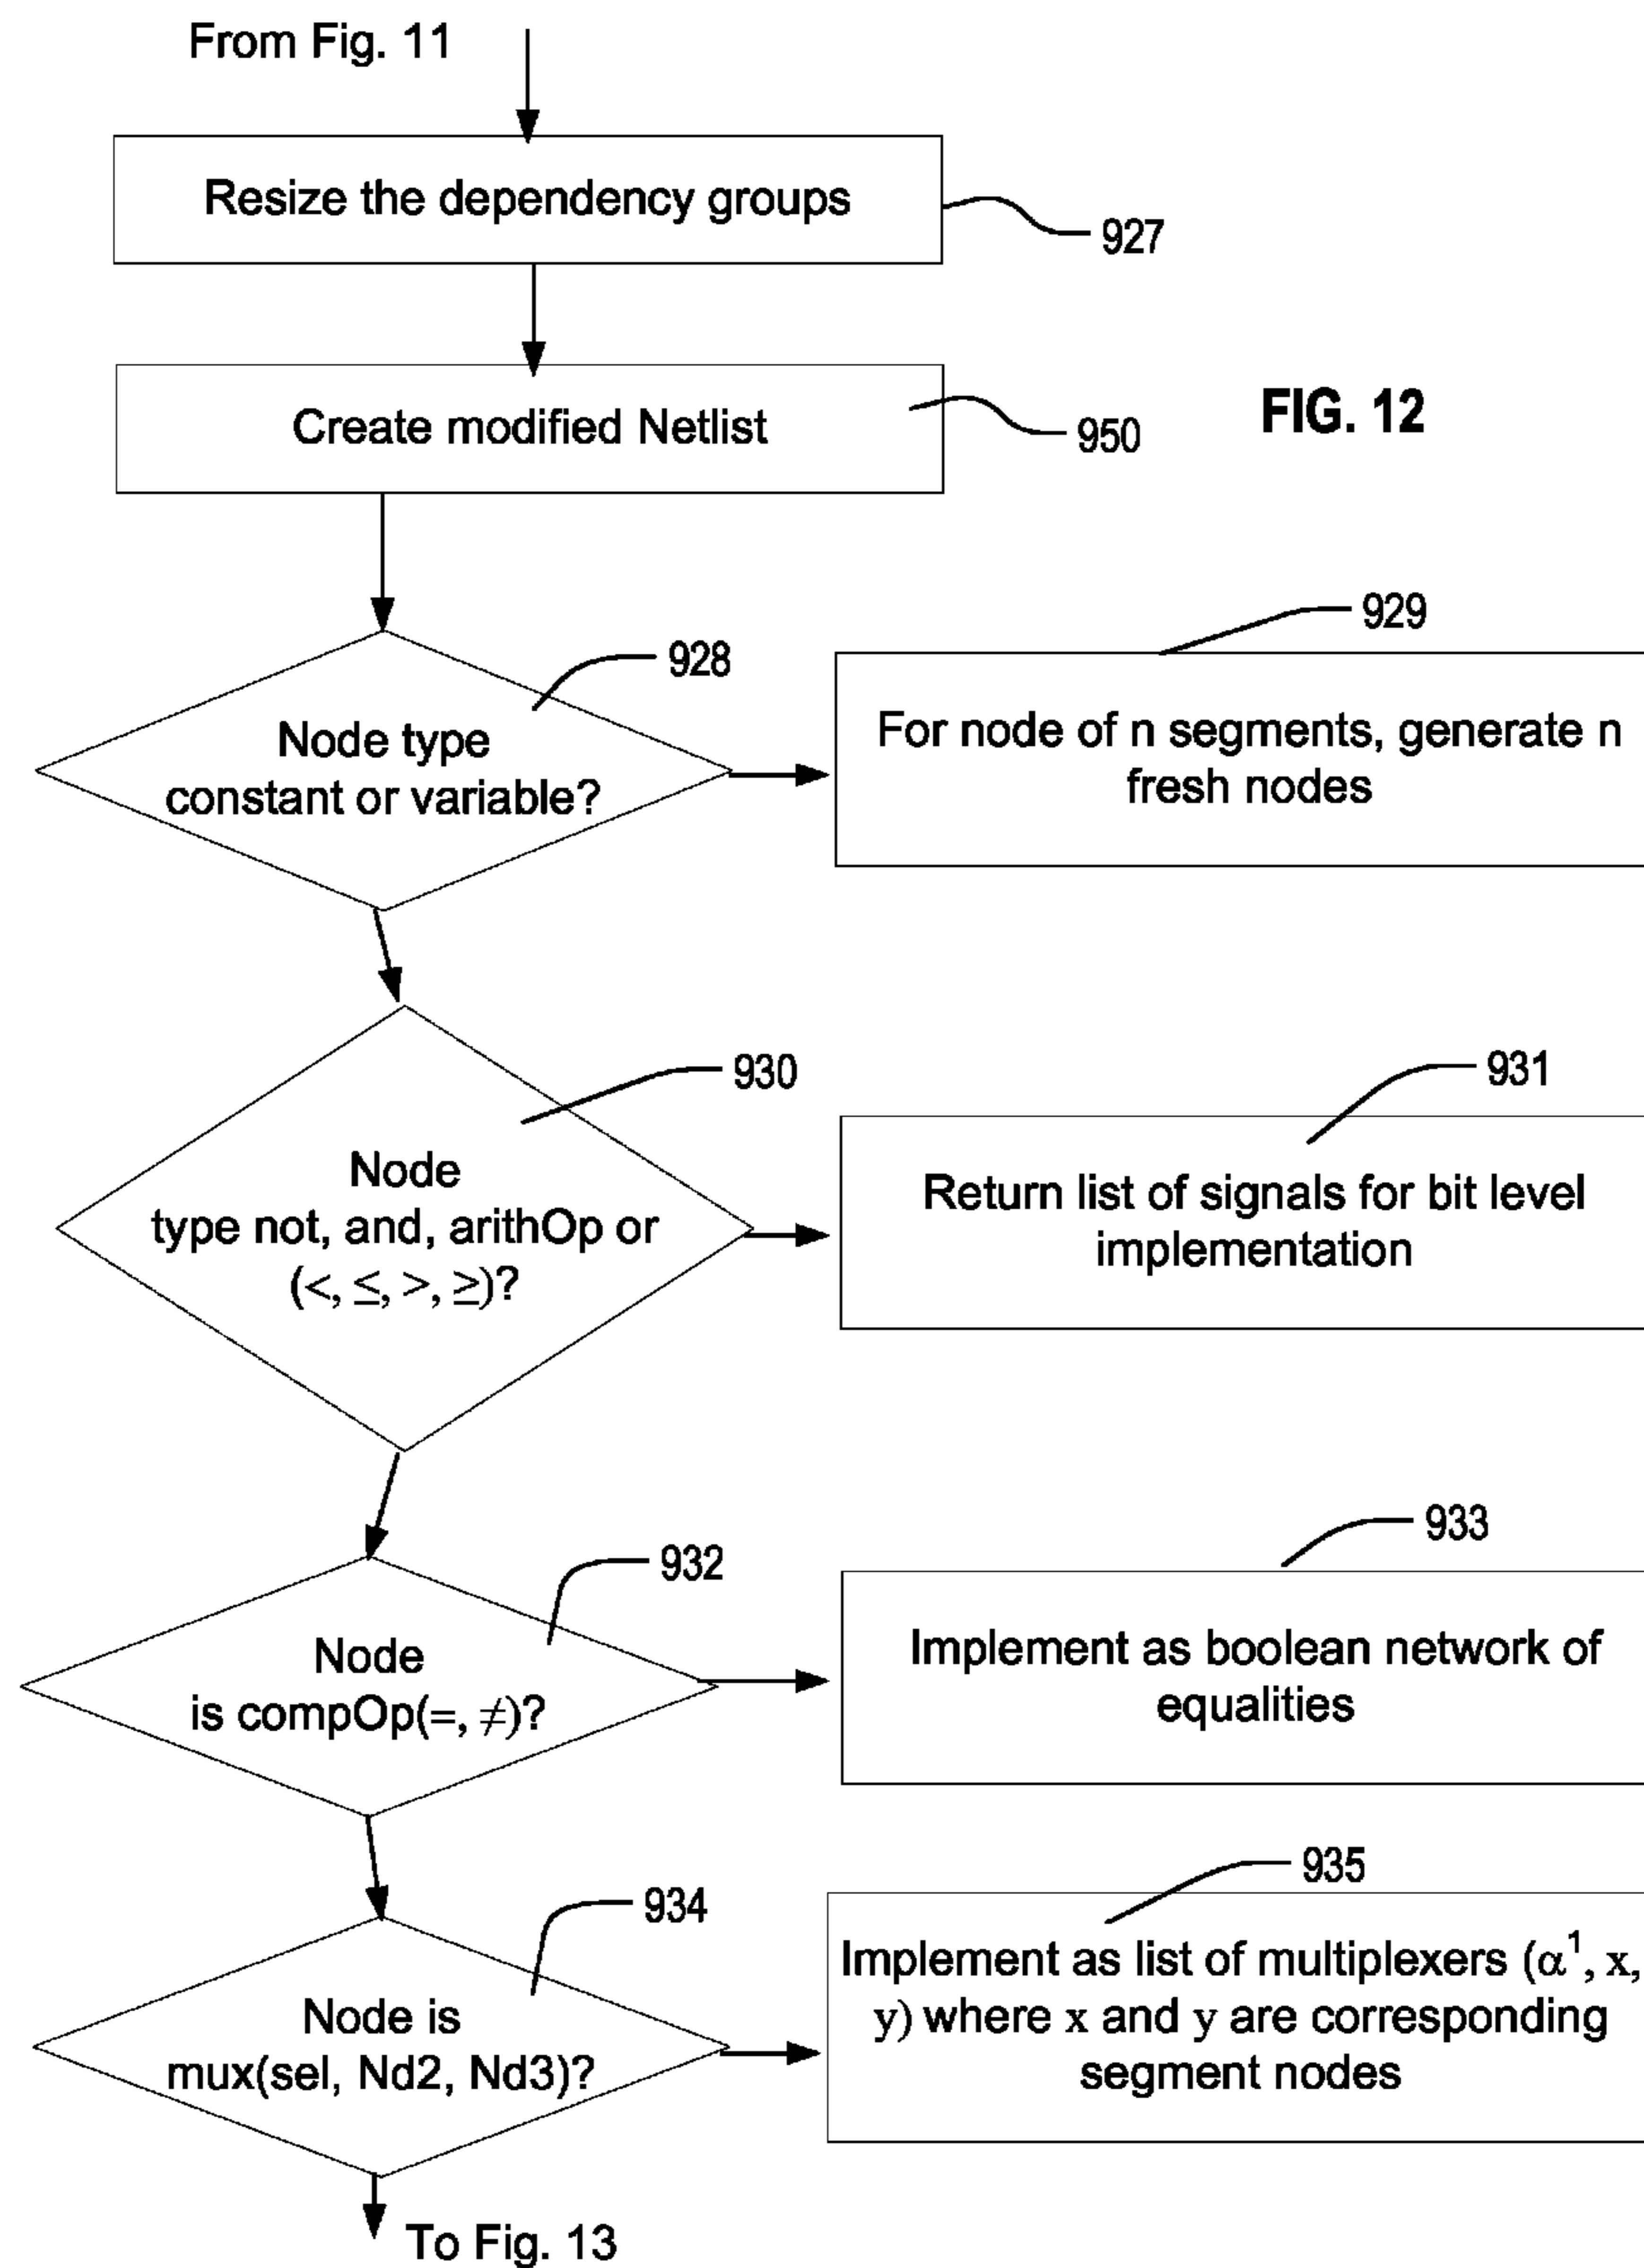 From Fig. 11
Resize the dependency groups
927
Create modified Netlist
950
FIG. 12
928
Node type
constant or variable?
929
For node of n segments, generate n
fresh nodes
930
Node
type not, and, arithOp or
(<, ≤, >, ≥)?
931
Return list of signals for bit level
implementation
932
Node
is compOp(=, ≠)?
933
Implement as boolean network of
equalities
934
Node is
mux(sel, Nd2, Nd3)?
935
Implement as list of multiplexers (α¹, x,
y) where x and y are corresponding
segment nodes
To Fig. 13